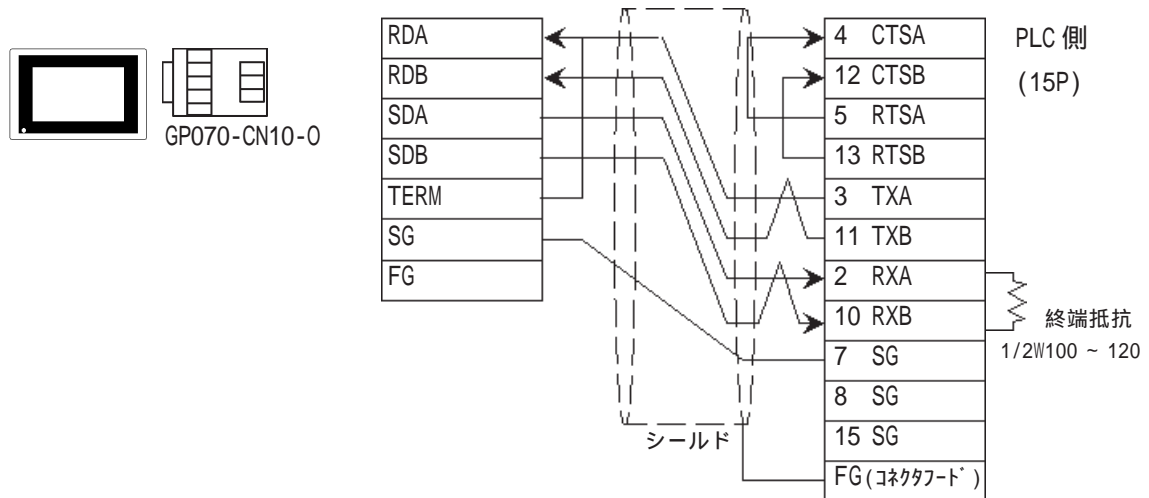 GP070-CN10-O
RDA
RDB
SDA
SDB
TERM
SG
FG
シールド
4 CTSA
12 CTSB
5 RTSA
13 RTSB
3 TXA
11 TXB
2 RXA
10 RXB
7 SG
8 SG
15 SG
FG(ｺﾈｸﾀﾌｰﾄﾞ)
PLC 側
(15P)
終端抵抗
1/2W100 ~ 120